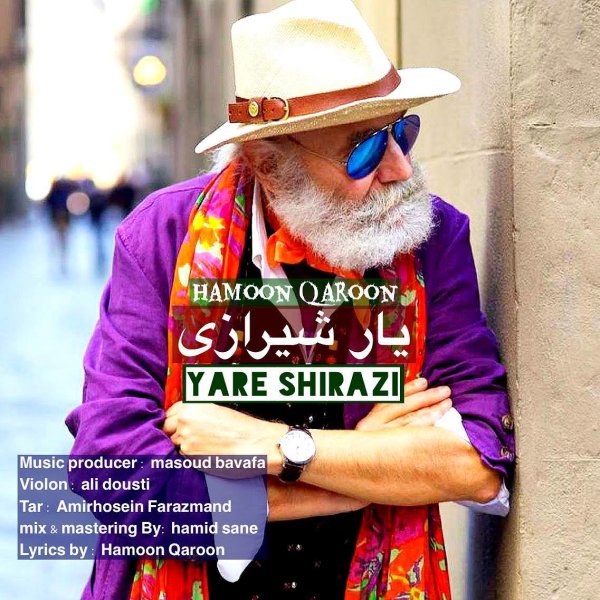 HAMOON QAROON
یار شیرازی
YARE SHIRAZI
Music producer : masoud bavafa
Violon : ali dousti
Tar : Amirhosein Farazmand
mix & mastering By: hamid sane
Lyrics by : Hamoon Qaroon